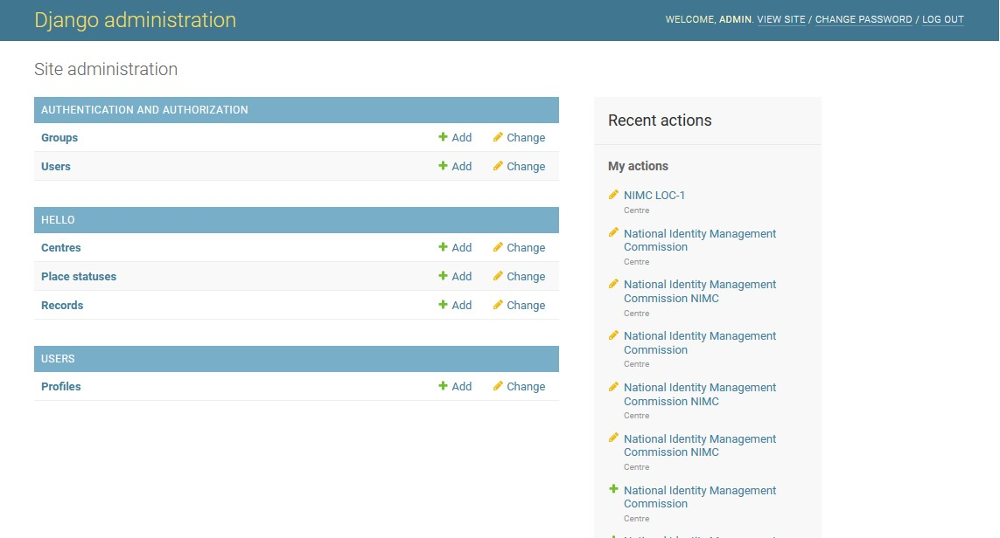 Django administration
WELCOME, ADMIN. VIEW SITE / CHANGE PASSWORD / LOG OUT
Site administration
AUTHENTICATION AND AUTHORIZATION
Groups Add Change
Users Add Change
HELLO
Centres Add Change
Place statuses Add Change
Records Add Change
USERS
Profiles Add Change
Recent actions
My actions
NIMC LOC-1
Centre
National Identity Management
Commission
Centre
National Identity Management
Commission NIMC
Centre
National Identity Management
Commission
Centre
National Identity Management
Commission NIMC
Centre
National Identity Management
Commission NIMC
Centre
National Identity Management
Commission
Centre